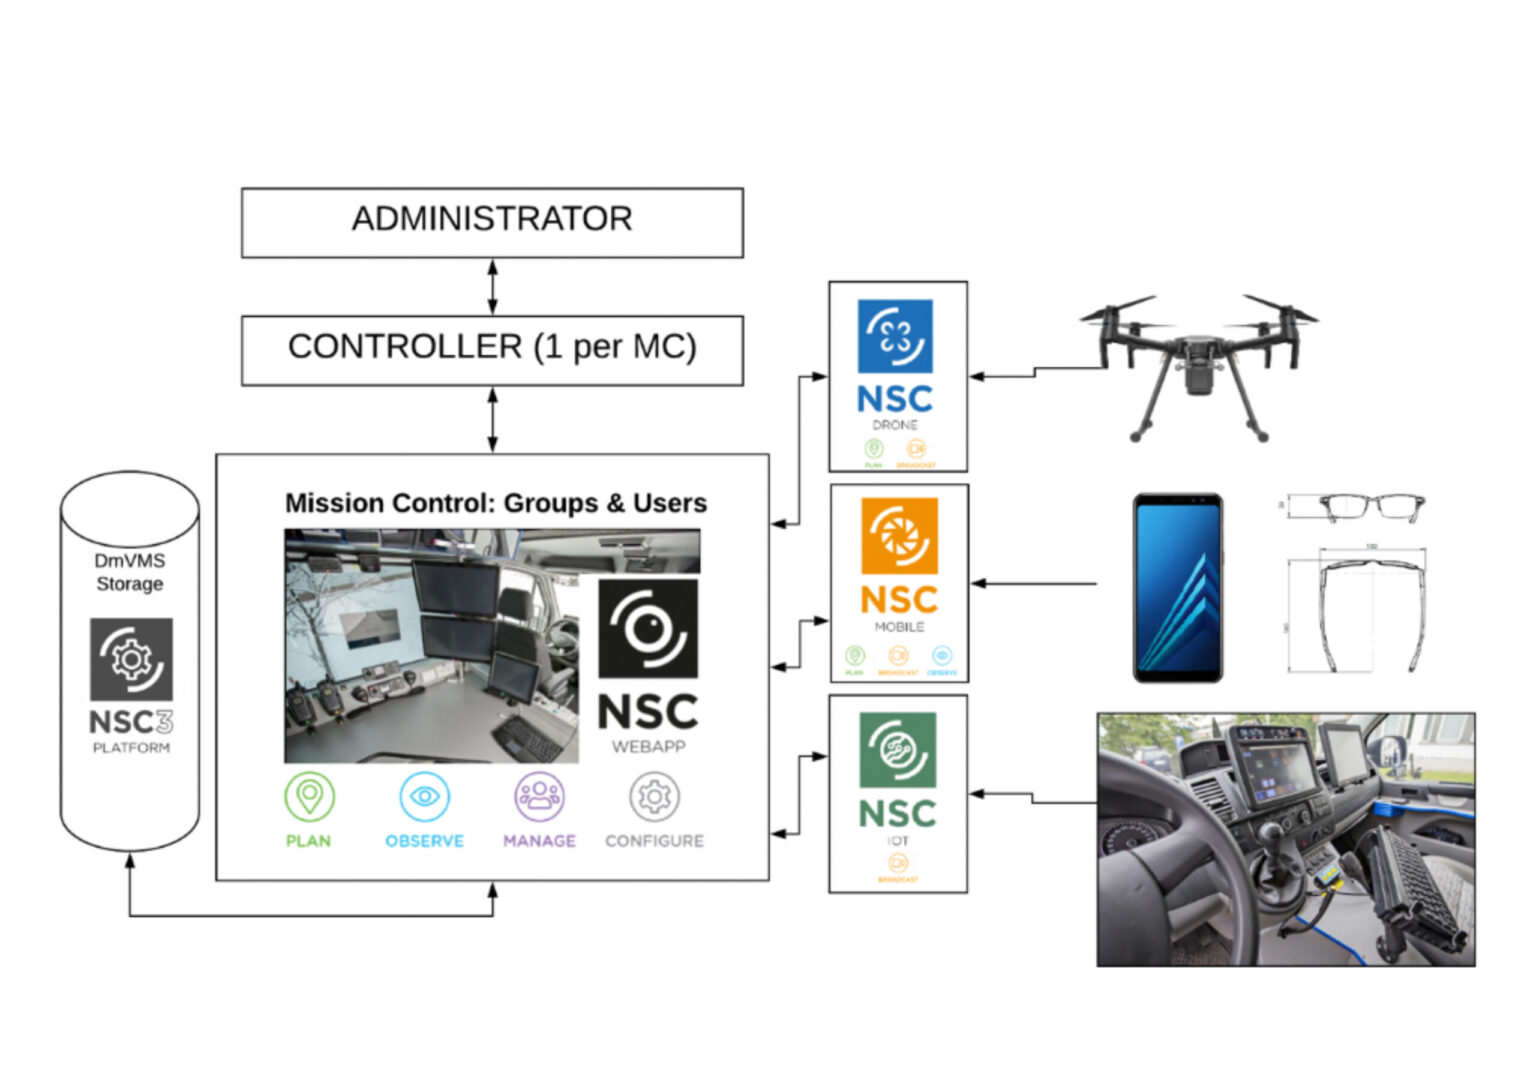 ADMINISTRATOR
CONTROLLER (1 per MC)
Mission Control: Groups & Users
NSC
WEBAPP
PLAN
OBSERVE
MANAGE
CONFIGURE
DmVMS
Storage
NSC3
PLATFORM
NSC
DRONE
PLAN
BROADCAST
NSC
MOBILE
PLAN
BROADCAST
OBSERVE
NSC
IOT
BROADCAST